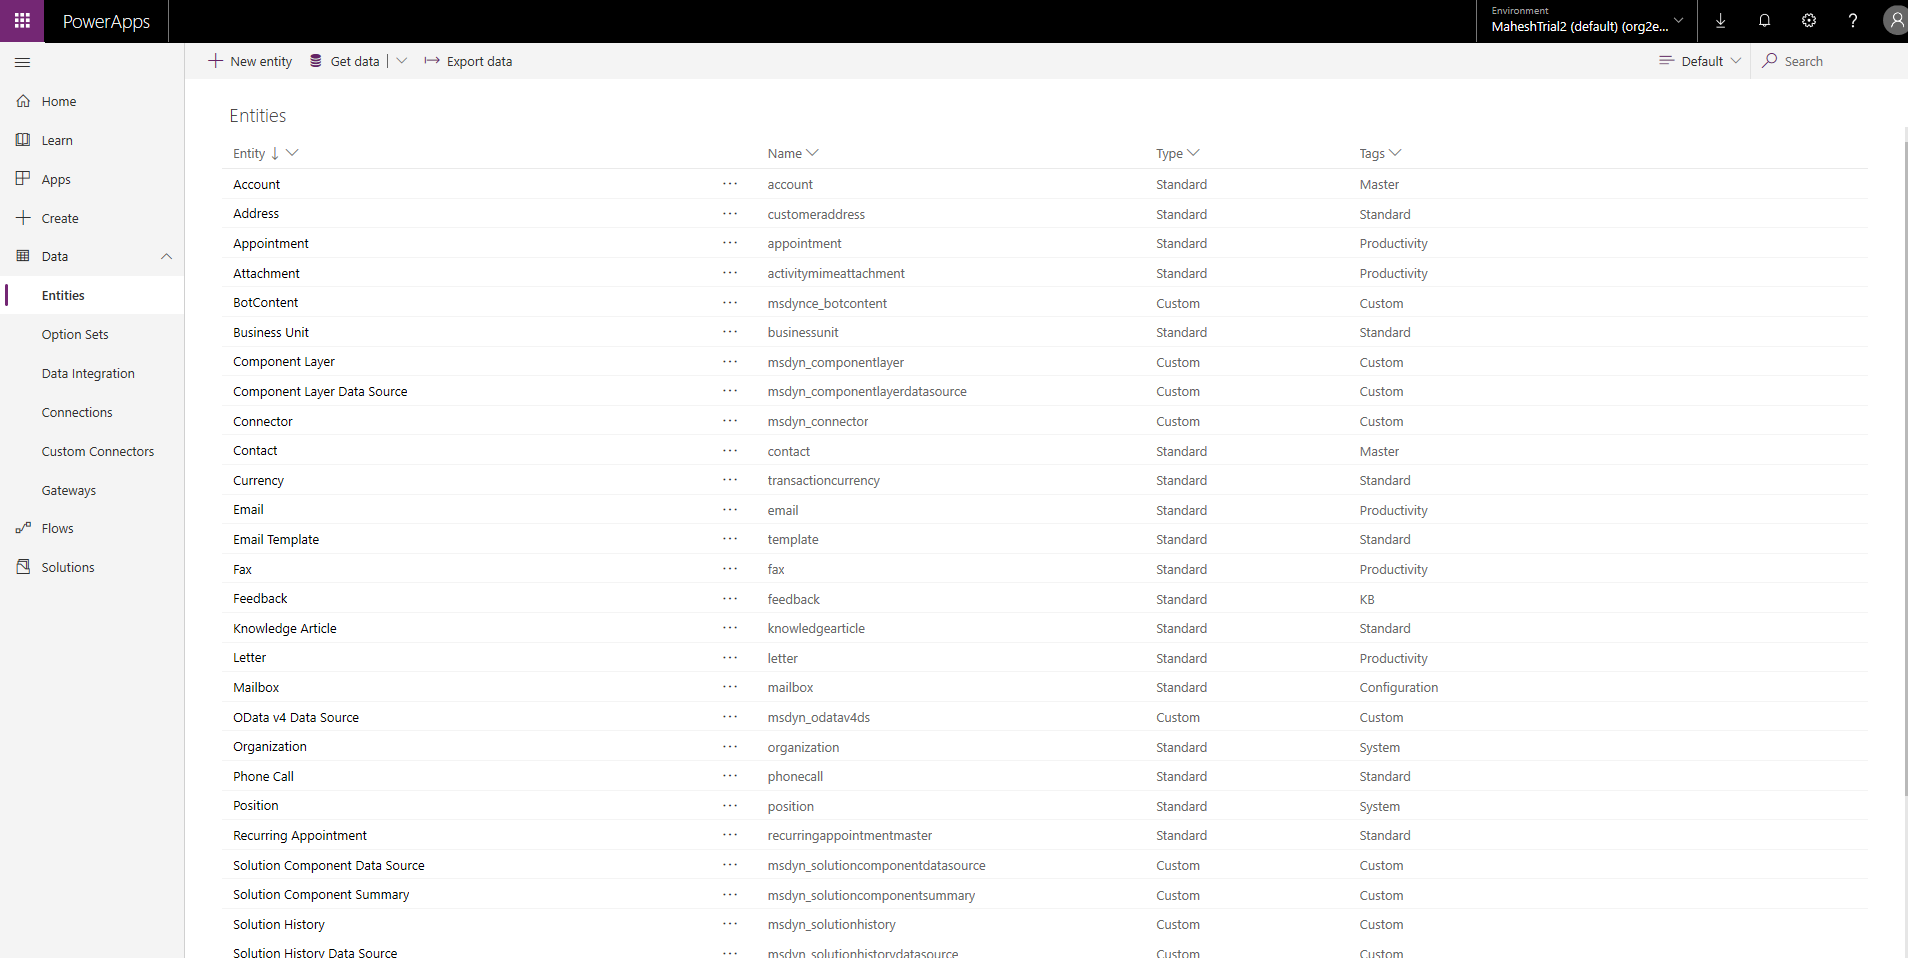 PowerApps
Environment
MaheshTrial2 (default) (org2e...
?
New entity
Get data
Export data
Default
Search
Home
Learn
Apps
Create
Data
Entities
Option Sets
Data Integration
Connections
Custom Connectors
Gateways
Flows
Solutions
Entities
Entity Name Type Tags
Account ... account Standard Master
Address ... customeraddress Standard Standard
Appointment ... appointment Standard Productivity
Attachment ... activitymimeattachment Standard Productivity
BotContent ... msdynce_botcontent Custom Custom
Business Unit ... businessunit Standard Standard
Component Layer ... msdyn_componentlayer Custom Custom
Component Layer Data Source ... msdyn_componentlayerdatasource Custom Custom
Connector ... msdyn_connector Custom Custom
Contact ... contact Standard Master
Currency ... transactioncurrency Standard Standard
Email ... email Standard Productivity
Email Template ... template Standard Standard
Fax ... fax Standard Productivity
Feedback ... feedback Standard KB
Knowledge Article ... knowledgearticle Standard Standard
Letter ... letter Standard Productivity
Mailbox ... mailbox Standard Configuration
OData v4 Data Source ... msdyn_odatav4ds Custom Custom
Organization ... organization Standard System
Phone Call ... phonecall Standard Standard
Position ... position Standard System
Recurring Appointment ... recurringappointmentmaster Standard Standard
Solution Component Data Source ... msdyn_solutioncomponentdatasource Custom Custom
Solution Component Summary ... msdyn_solutioncomponentsummary Custom Custom
Solution History ... msdyn_solutionhistory Custom Custom
Solution History Data Source ... msdyn_solutionhistorydatasource Custom Custom